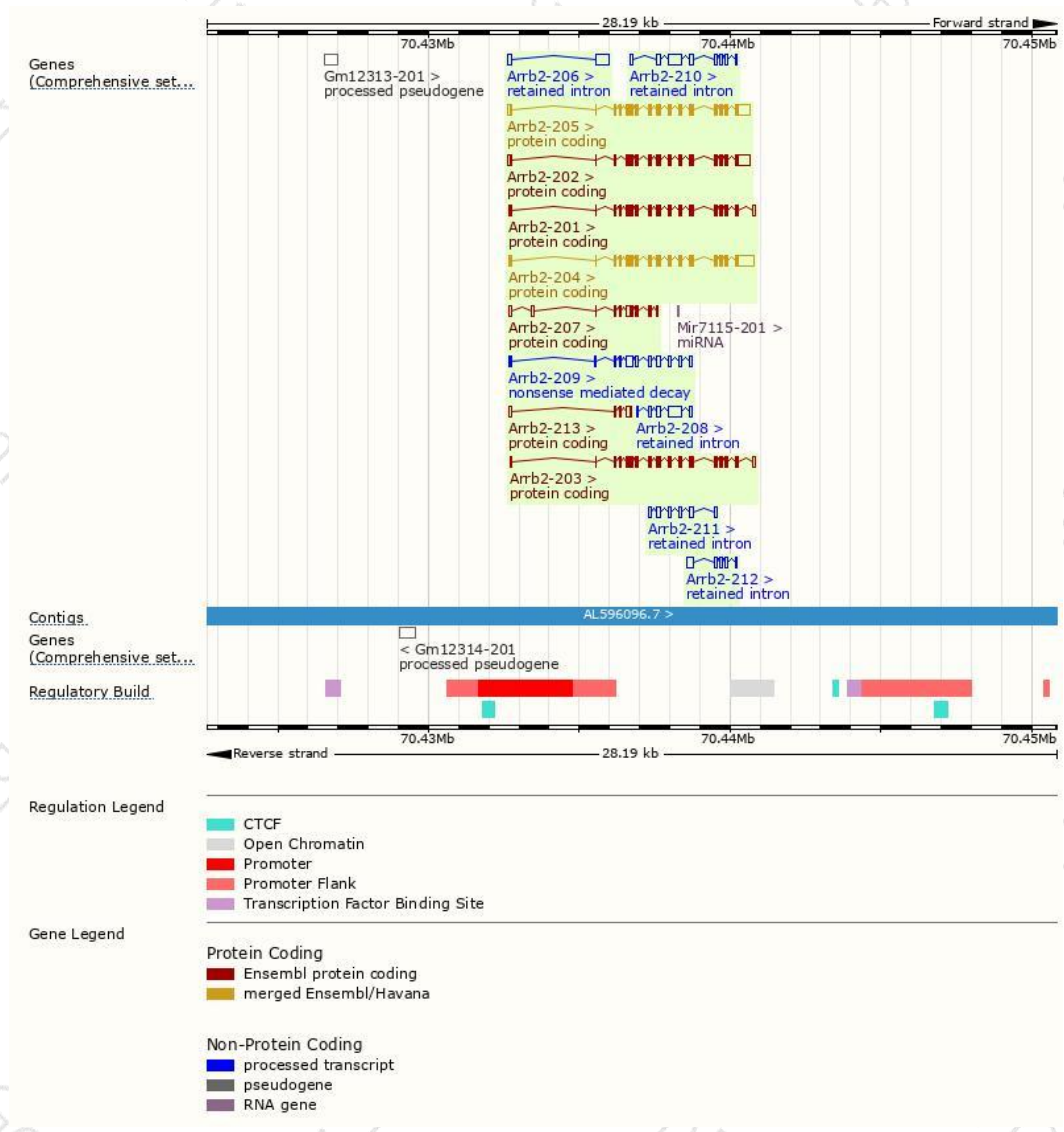 28.19 kb Forward strand
70.43Mb 70.44Mb 70.45Mb
Genes
(Comprehensive set...
Gm12313-201 >
processed pseudogene
Arrb2-206 >
retained intron
Arrb2-210 >
retained intron
Arrb2-205 >
protein coding
Arrb2-202 >
protein coding
Arrb2-201 >
protein coding
Arrb2-204 >
protein coding
Arrb2-207 >
protein coding
Mir7115-201 >
miRNA
Arrb2-209 >
nonsense mediated decay
Arrb2-213 >
protein coding
Arrb2-208 >
retained intron
Arrb2-203 >
protein coding
Arrb2-211 >
retained intron
Arrb2-212 >
retained intron
Contigs
AL596096.7 >
Genes
(Comprehensive set...
< Gm12314-201
processed pseudogene
Regulatory Build
70.43Mb 70.44Mb 70.45Mb
Reverse strand 28.19 kb
Regulation Legend
CTCF
Open Chromatin
Promoter
Promoter Flank
Transcription Factor Binding Site
Gene Legend
Protein Coding
Ensembl protein coding
merged Ensembl/Havana
Non-Protein Coding
processed transcript
pseudogene
RNA gene